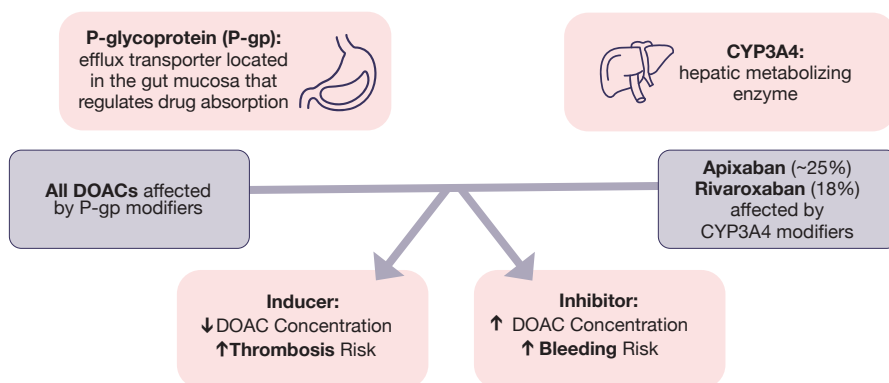 P-glycoprotein (P-gp):
efflux transporter located
in the gut mucosa that
regulates drug absorption
CYP3A4:
hepatic metabolizing
enzyme
All DOACs affected
by P-gp modifiers
Apixaban (~25%)
Rivaroxaban (18%)
affected by
CYP3A4 modifiers
Inducer:
↓DOAC Concentration
↑Thrombosis Risk
Inhibitor:
↑ DOAC Concentration
↑ Bleeding Risk